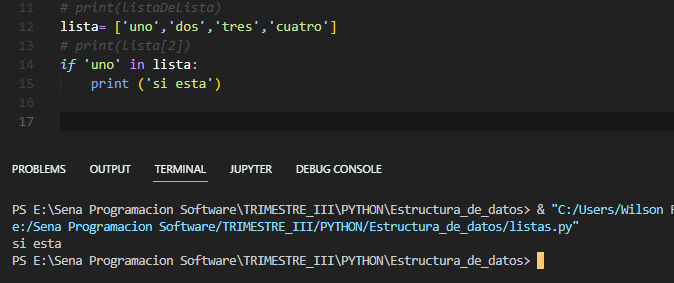 11 # print(listaDeLista)
12 lista= ['uno','dos','tres','cuatro']
13 # print(lista[2])
14 if 'uno' in lista:
15     print ('si esta')
16
17
PROBLEMS OUTPUT TERMINAL JUPYTER DEBUG CONSOLE
PS E:\Sena Programacion Software\TRIMESTRE_III\PYTHON\Estructura_de_datos> & "C:/Users/Wilson
e:/Sena Programacion Software/TRIMESTRE_III/PYTHON/Estructura_de_datos/listas.py"
si esta
PS E:\Sena Programacion Software\TRIMESTRE_III\PYTHON\Estructura_de_datos>